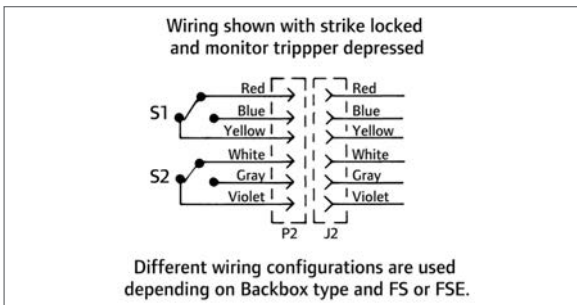 Wiring shown with strike locked
and monitor trippper depressed
Red Red
S1 Blue Blue
Yellow Yellow
White White
S2 Gray Gray
Violet Violet
P2 J2
Different wiring configurations are used
depending on Backbox type and FS or FSE.